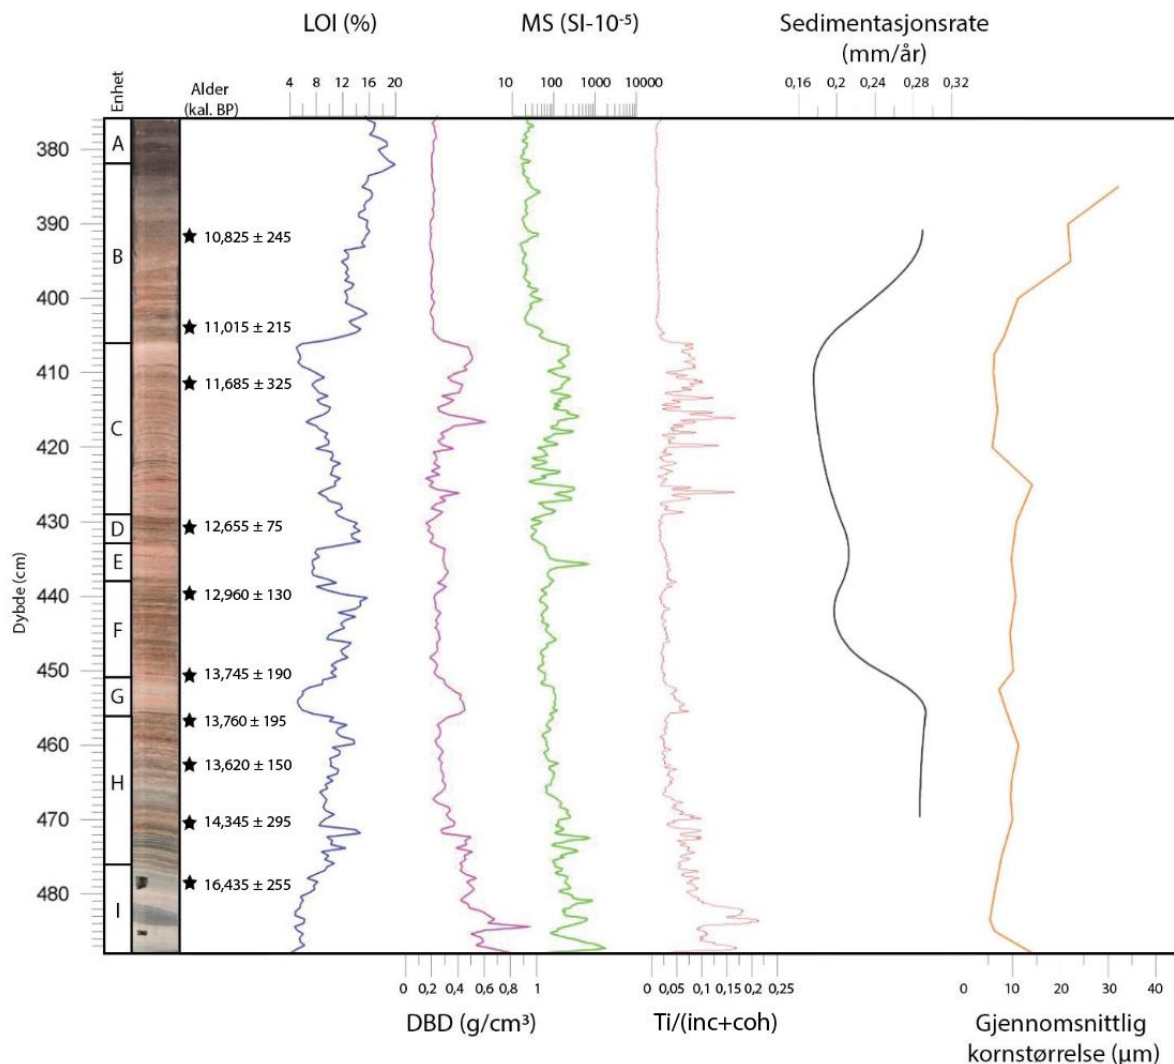 LOI (%)
MS (SI-10⁻⁵)
Sedimentasjonsrate
(mm/år)
4 8 12 16 20
10 100 1000 10000
0,16 0,2 0,24 0,28 0,32
Enhet
Alder
(kal. BP)
Dybde (cm)
A
380
B
390
10,825 ± 245
400
11,015 ± 215
410
11,685 ± 325
C
420
430
D
12,655 ± 75
E
440
12,960 ± 130
F
450
13,745 ± 190
G
13,760 ± 195
460
13,620 ± 150
H
470
14,345 ± 295
16,435 ± 255
480
I
0 0,2 0,4 0,6 0,8 1
0 0,05 0,1 0,15 0,2 0,25
0 10 20 30 40
DBD (g/cm³)
Ti/(inc+coh)
Gjennomsnittlig
kornstørrelse (µm)